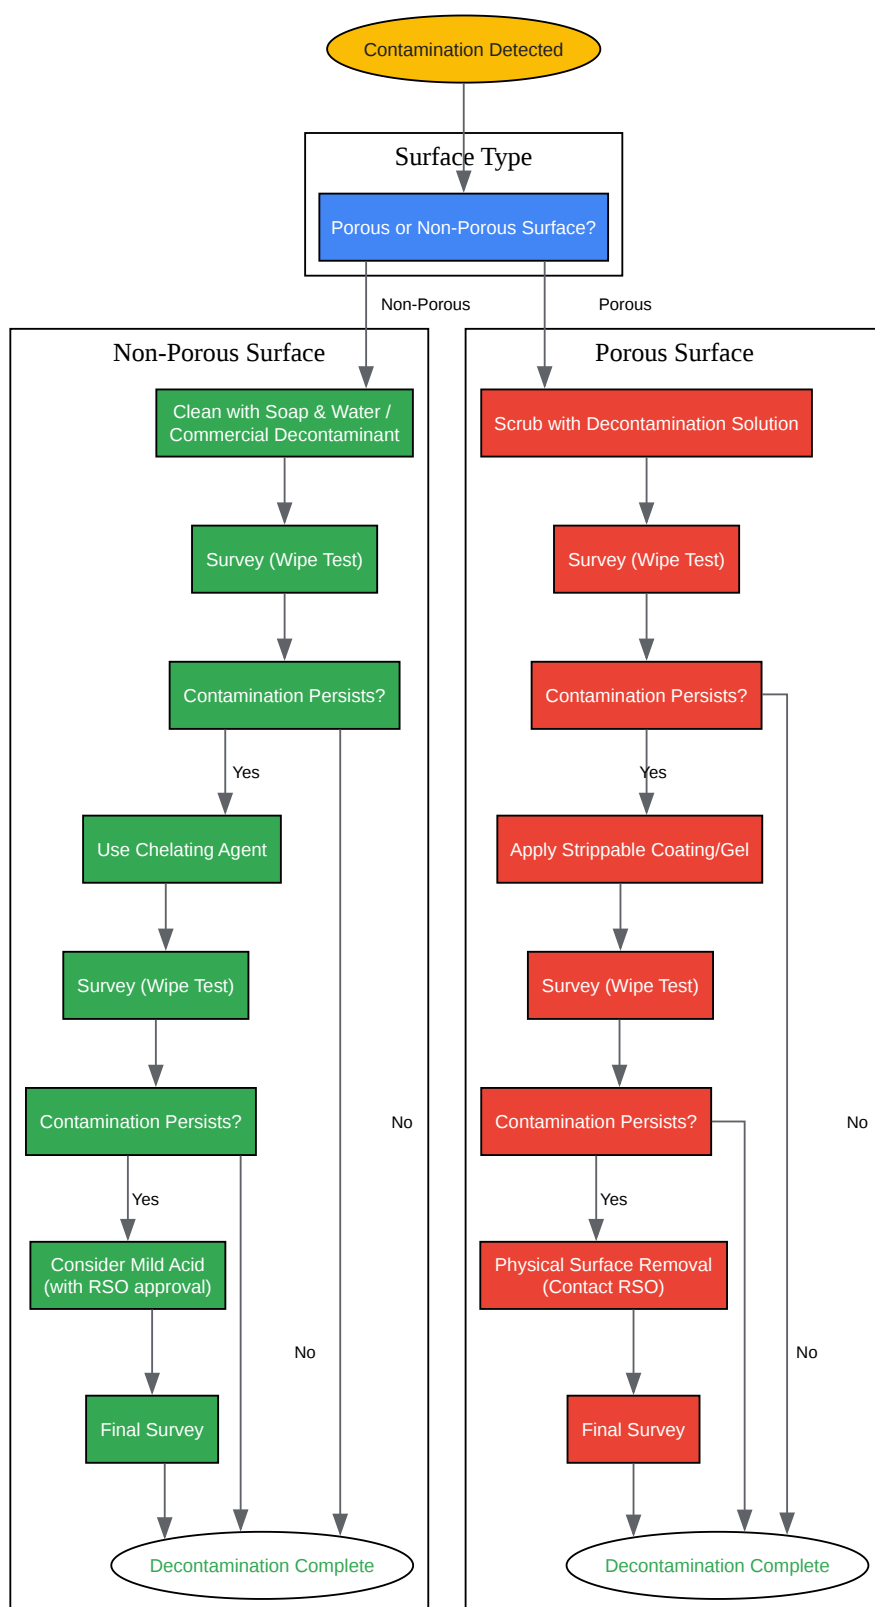 Contamination Detected
Surface Type
Porous or Non-Porous Surface?
Non-Porous
Porous
Non-Porous Surface
Clean with Soap & Water /
Commercial Decontaminant
Survey (Wipe Test)
Contamination Persists?
Yes
Use Chelating Agent
Survey (Wipe Test)
Contamination Persists?
No
Yes
Consider Mild Acid
(with RSO approval)
No
Final Survey
Decontamination Complete
Porous Surface
Scrub with Decontamination Solution
Survey (Wipe Test)
Contamination Persists?
Yes
Apply Strippable Coating/Gel
Survey (Wipe Test)
Contamination Persists?
No
Yes
Physical Surface Removal
(Contact RSO)
No
Final Survey
Decontamination Complete